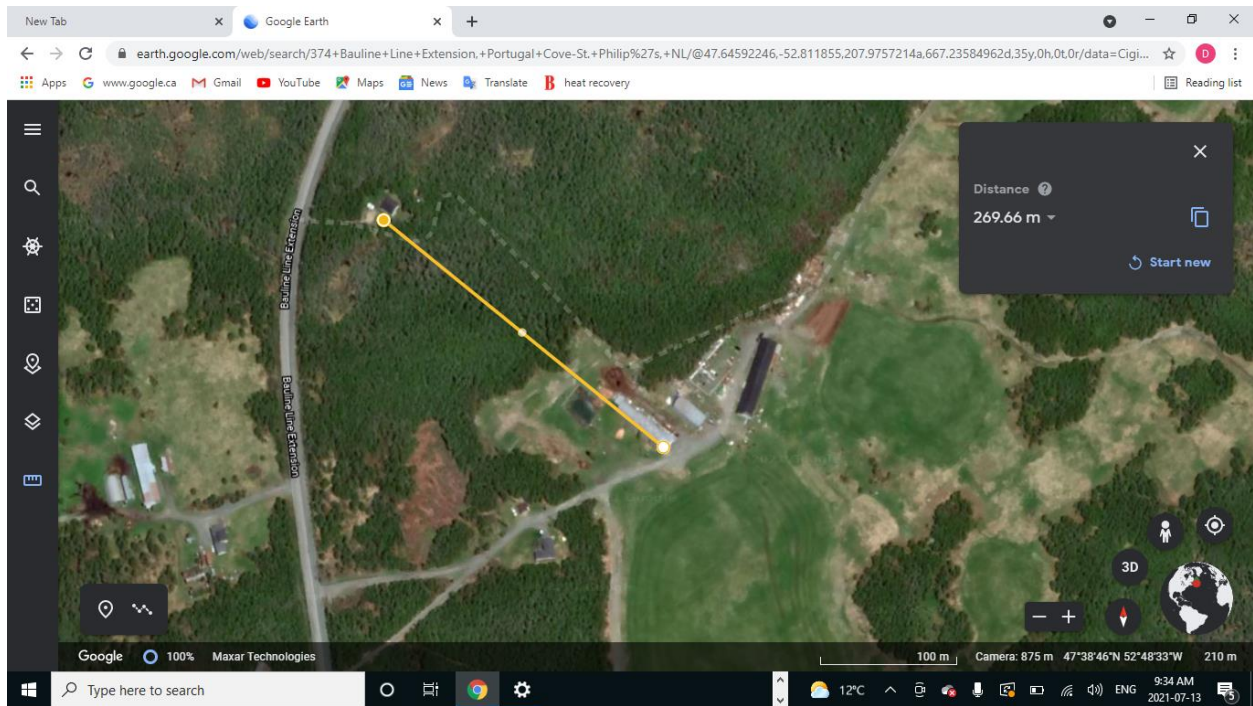 New Tab
Google Earth
earth.google.com/web/search/374+Bauline+Line+Extension,+Portugal+Cove-St.+Philip%27s,+NL/@47.64592246,-52.811855,207.9757214a,667.23584962d,35y,0h,0t,0r/data=Cigi...
D
Apps
G www.google.ca
Gmail
YouTube
Maps
News
Translate
B heat recovery
Reading list
Distance ?
269.66 m
Start new
Bauline Line Extension
Bauline Line Extension
3D
Google
100%
Maxar Technologies
100 m
Camera: 875 m
47°38'46"N 52°48'33"W
210 m
Type here to search
12°C
ENG
9:34 AM
2021-07-13
5